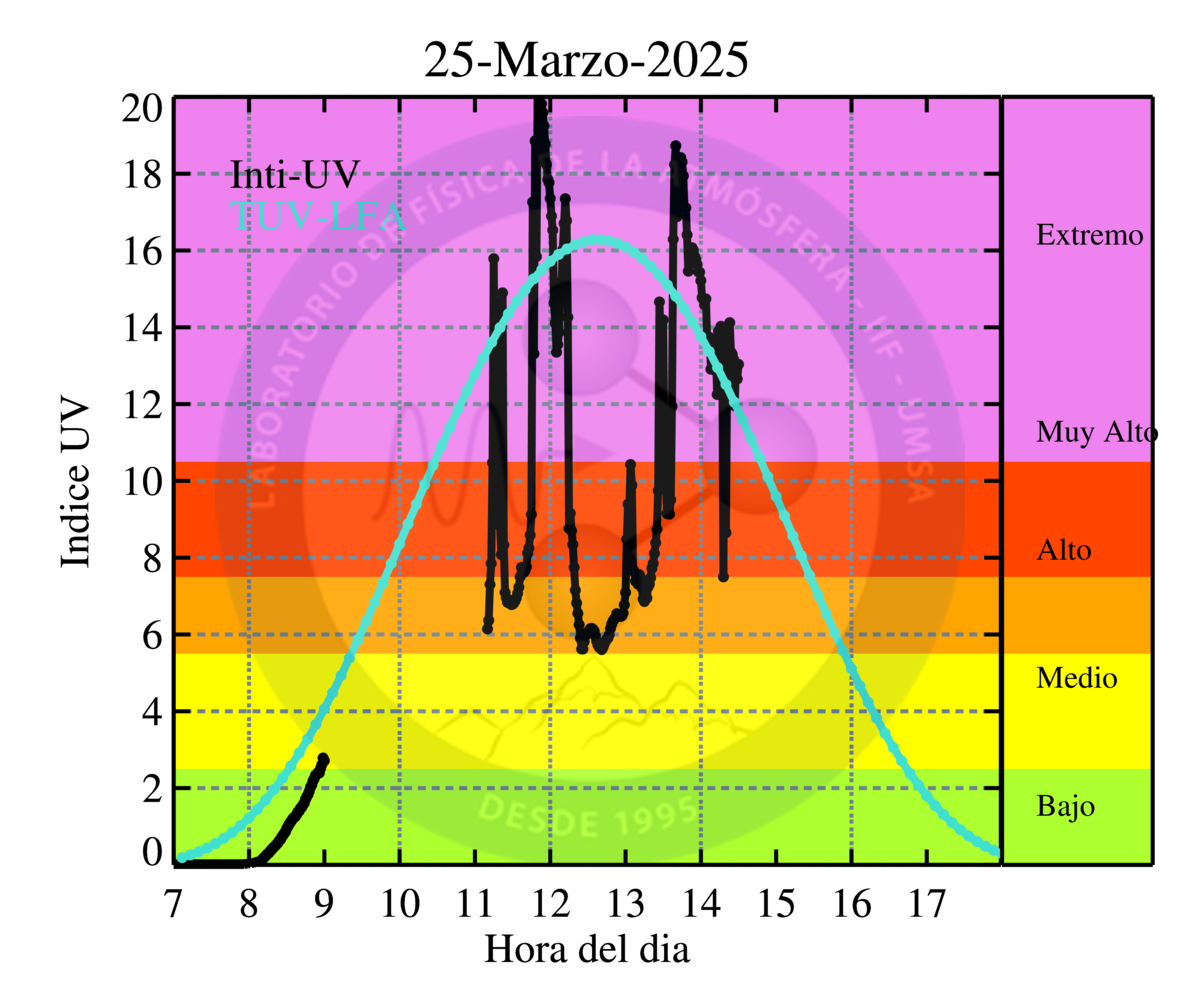 25-Marzo-2025
20
18
16
14
12
10
8
6
4
2
0
Indice UV
Inti-UV
TUV-LFA
LABORATORIO DE FÍSICA DE LA ATMÓSFERA - IIF - UMSA
DESDE 1995
Extremo
Muy Alto
Alto
Medio
Bajo
7 8 9 10 11 12 13 14 15 16 17
Hora del dia